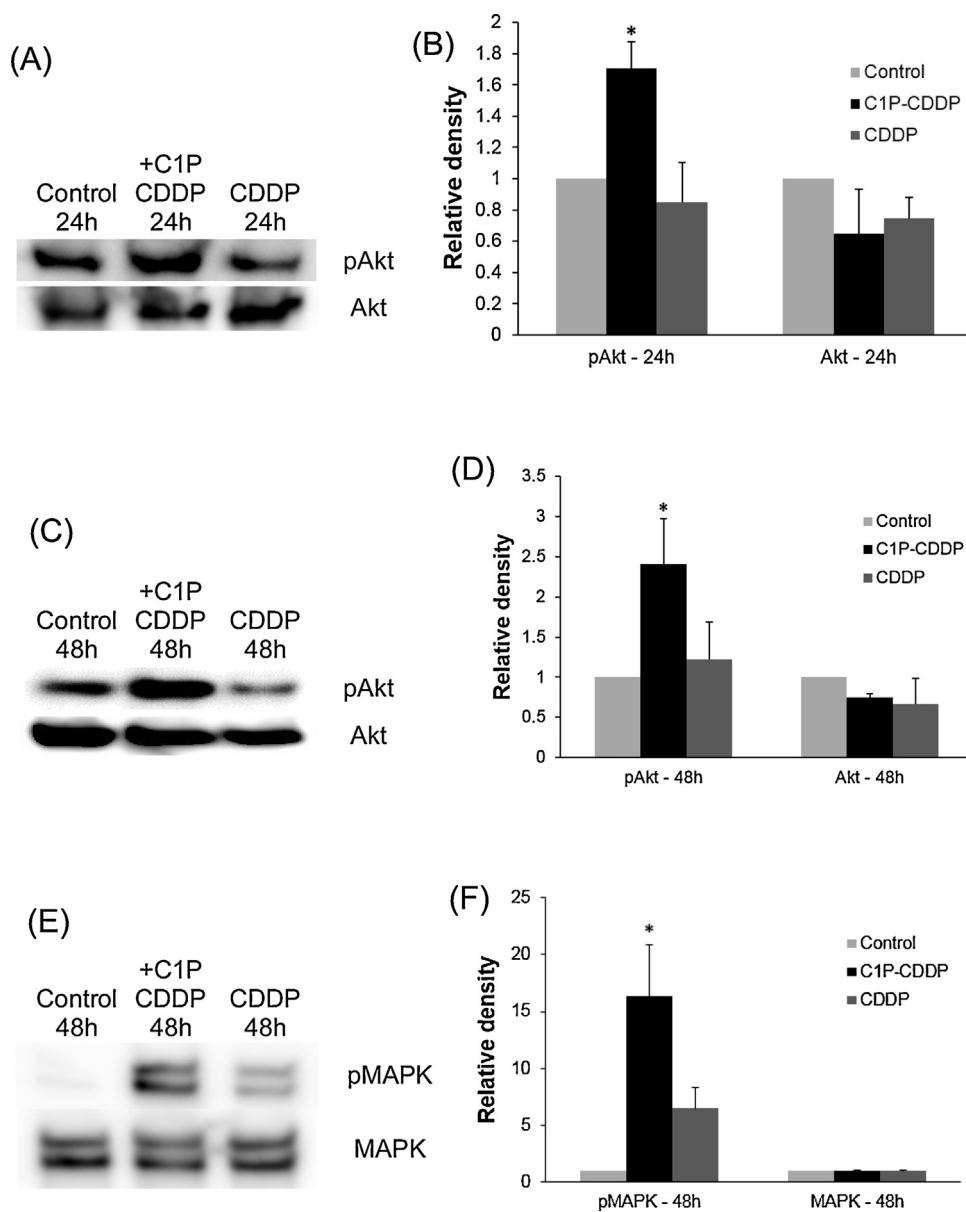 (A)
+C1P
Control CDDP CDDP
24h 24h 24h
pAkt
Akt
(B)
Relative density
2
1.8
1.6
1.4
1.2
1
0.8
0.6
0.4
0.2
0
*
Control
C1P-CDDP
CDDP
pAkt - 24h Akt - 24h
(C)
+C1P
Control CDDP CDDP
48h 48h 48h
pAkt
Akt
(D)
Relative density
3.5
3
2.5
2
1.5
1
0.5
0
*
Control
C1P-CDDP
CDDP
pAkt - 48h Akt - 48h
(E)
+C1P
Control CDDP CDDP
48h 48h 48h
pMAPK
MAPK
(F)
Relative density
25
20
15
10
5
0
*
Control
C1P-CDDP
CDDP
pMAPK - 48h MAPK - 48h